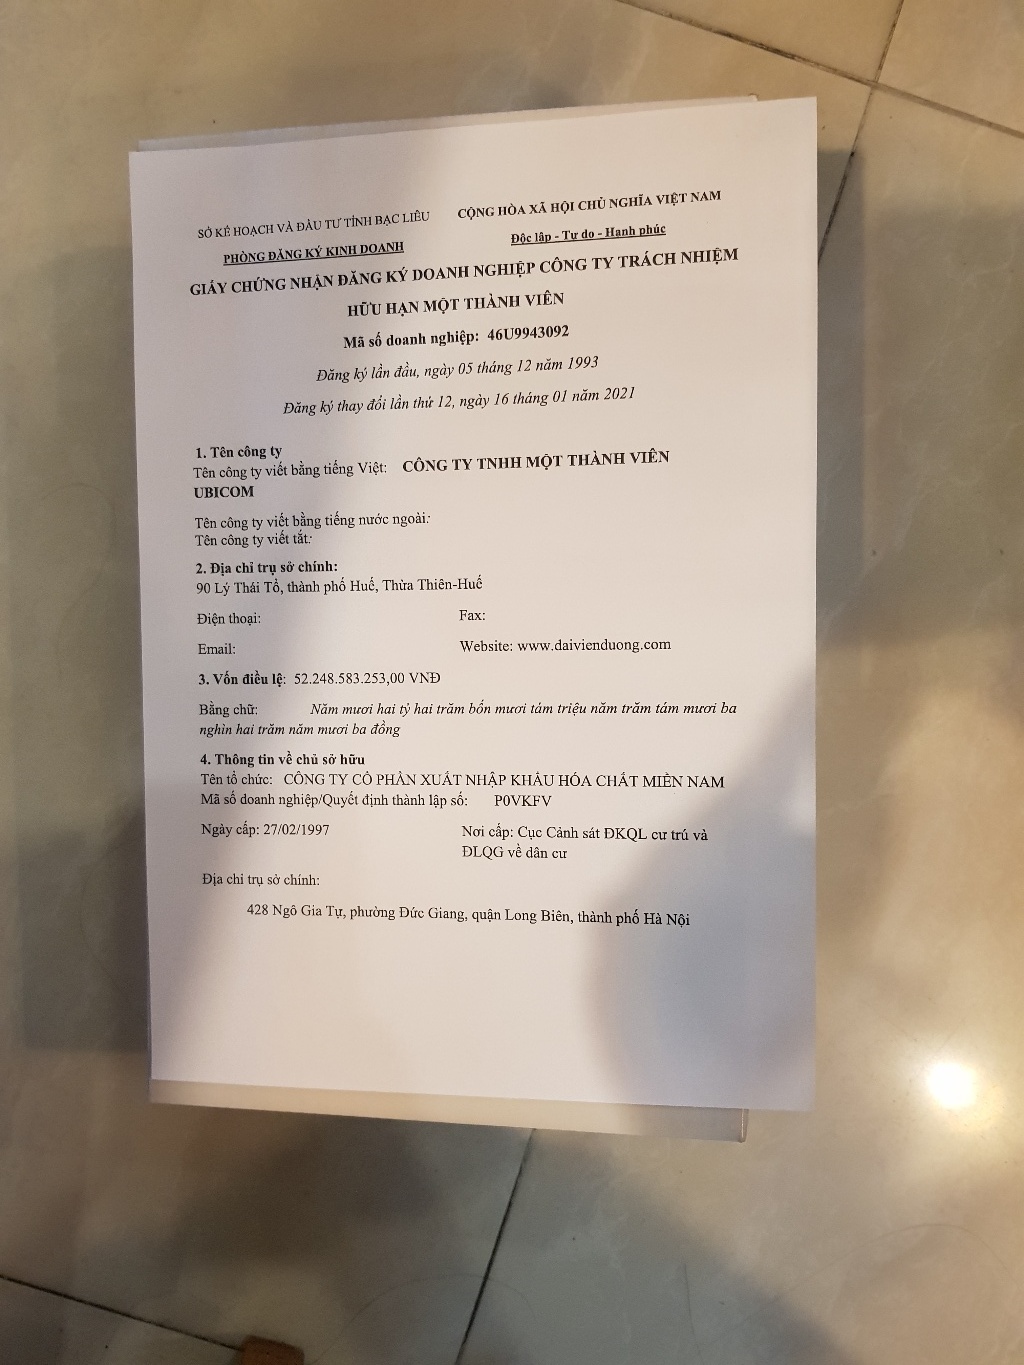 SỞ KẾ HOẠCH VÀ ĐẦU TƯ TỈNH BẠC LIÊU
CỘNG HÒA XÃ HỘI CHỦ NGHĨA VIỆT NAM
PHÒNG ĐĂNG KÝ KINH DOANH
Độc lập - Tự do - Hạnh phúc
GIẤY CHỨNG NHẬN ĐĂNG KÝ DOANH NGHIỆP CÔNG TY TRÁCH NHIỆM
HỮU HẠN MỘT THÀNH VIÊN
Mã số doanh nghiệp: 46U9943092
Đăng ký lần đầu, ngày 05 tháng 12 năm 1993
Đăng ký thay đổi lần thứ 12, ngày 16 tháng 01 năm 2021
1. Tên công ty
Tên công ty viết bằng tiếng Việt: CÔNG TY TNHH MỘT THÀNH VIÊN
UBICOM
Tên công ty viết bằng tiếng nước ngoài:
Tên công ty viết tắt:
2. Địa chỉ trụ sở chính:
90 Lý Thái Tổ, thành phố Huế, Thừa Thiên-Huế
Điện thoại: Fax:
Email: Website: www.daivienduong.com
3. Vốn điều lệ: 52.248.583.253,00 VNĐ
Bằng chữ: Năm mươi hai tỷ hai trăm bốn mươi tám triệu năm trăm tám mươi ba
nghìn hai trăm năm mươi ba đồng
4. Thông tin về chủ sở hữu
Tên tổ chức: CÔNG TY CỔ PHẦN XUẤT NHẬP KHẨU HÓA CHẤT MIỀN NAM
Mã số doanh nghiệp/Quyết định thành lập số: P0VKFV
Ngày cấp: 27/02/1997 Nơi cấp: Cục Cảnh sát ĐKQL cư trú và
ĐLQG về dân cư
Địa chỉ trụ sở chính:
428 Ngô Gia Tự, phường Đức Giang, quận Long Biên, thành phố Hà Nội